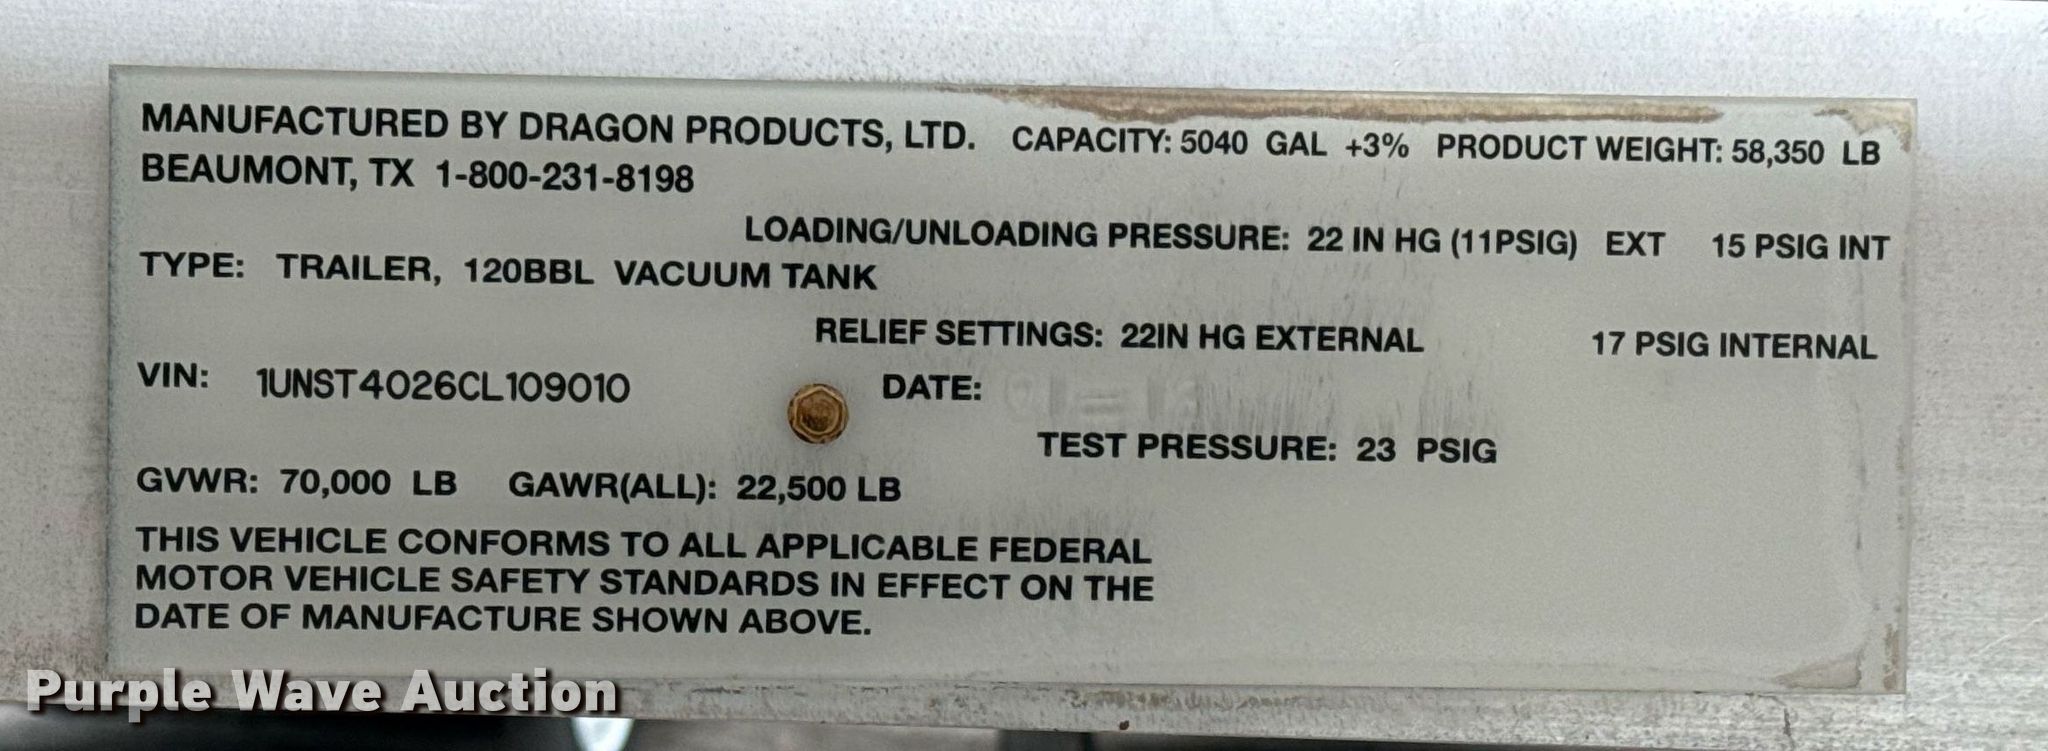 MANUFACTURED BY DRAGON PRODUCTS, LTD. CAPACITY: 5040 GAL +3% PRODUCT WEIGHT: 58,350 LB
BEAUMONT, TX 1-800-231-8198
LOADING/UNLOADING PRESSURE: 22 IN HG (11PSIG) EXT 15 PSIG INT
TYPE: TRAILER, 120BBL VACUUM TANK
RELIEF SETTINGS: 22IN HG EXTERNAL 17 PSIG INTERNAL
VIN: 1UNST4026CL109010 DATE:
TEST PRESSURE: 23 PSIG
GVWR: 70,000 LB GAWR(ALL): 22,500 LB
THIS VEHICLE CONFORMS TO ALL APPLICABLE FEDERAL
MOTOR VEHICLE SAFETY STANDARDS IN EFFECT ON THE
DATE OF MANUFACTURE SHOWN ABOVE.
Purple Wave Auction